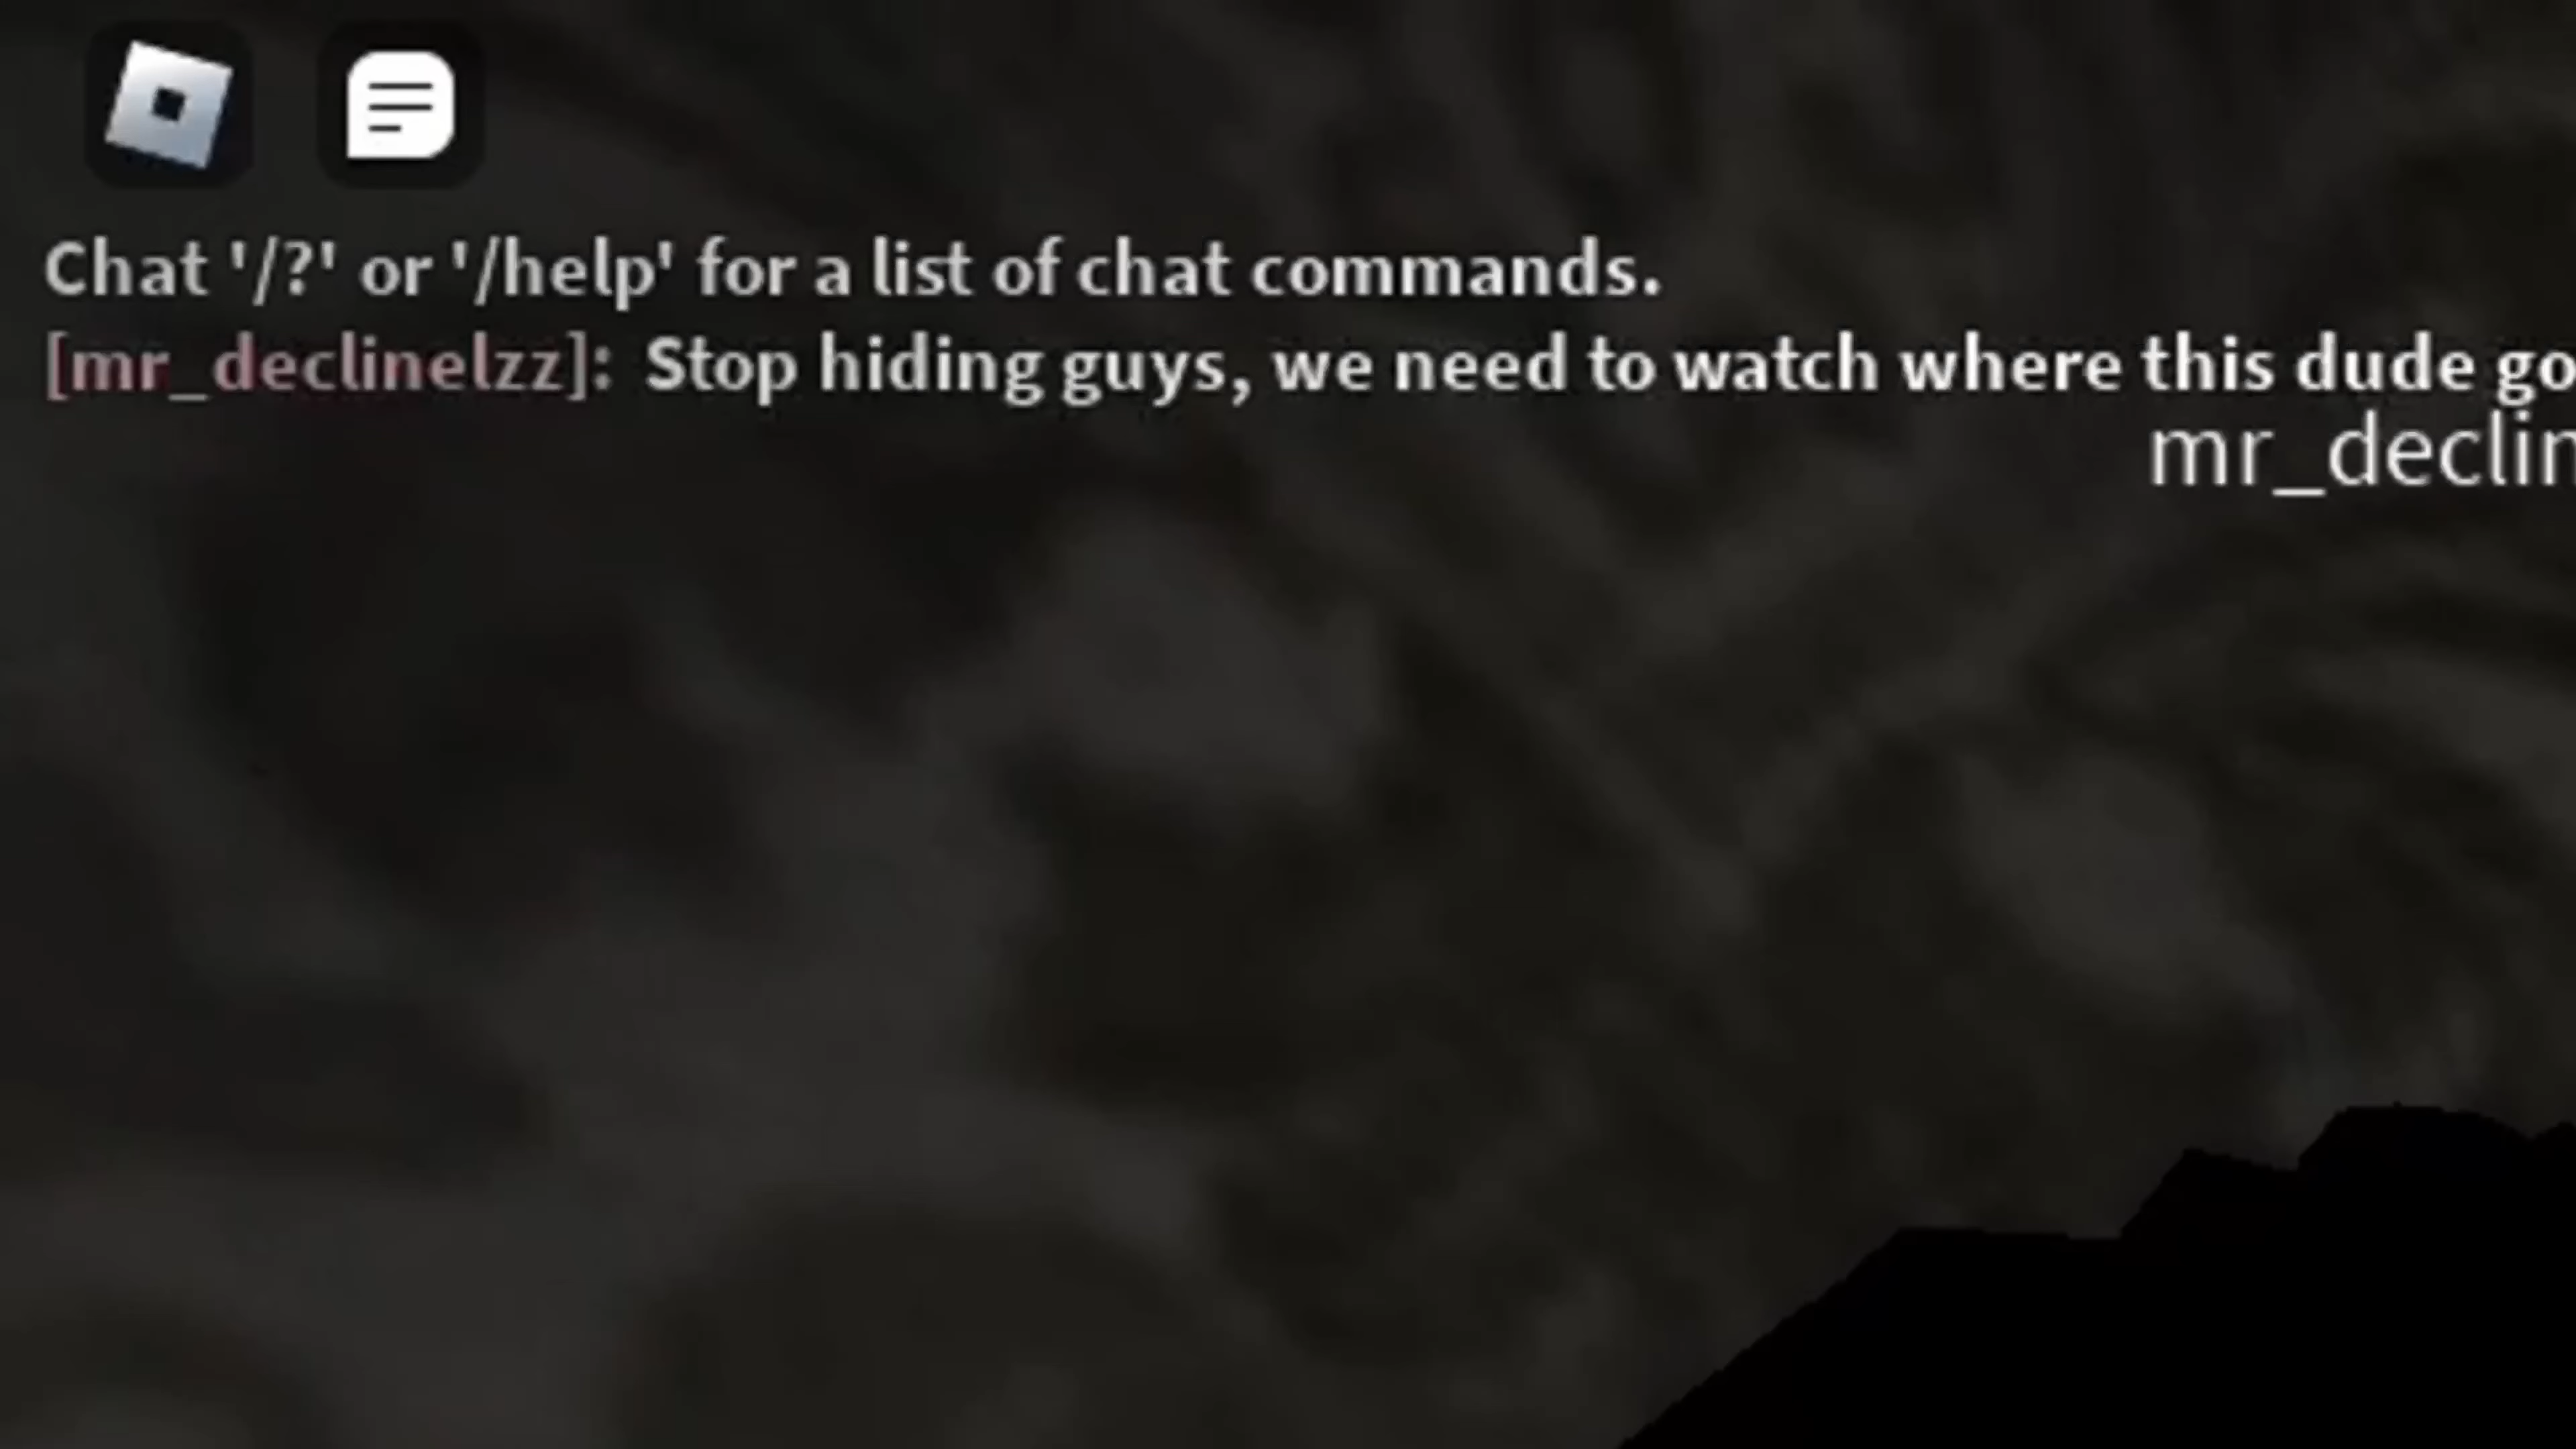 Chat '/?' or '/help' for a list of chat commands.
[mr_declinelzz]: Stop hiding guys, we need to watch where this dude go
mr_declin